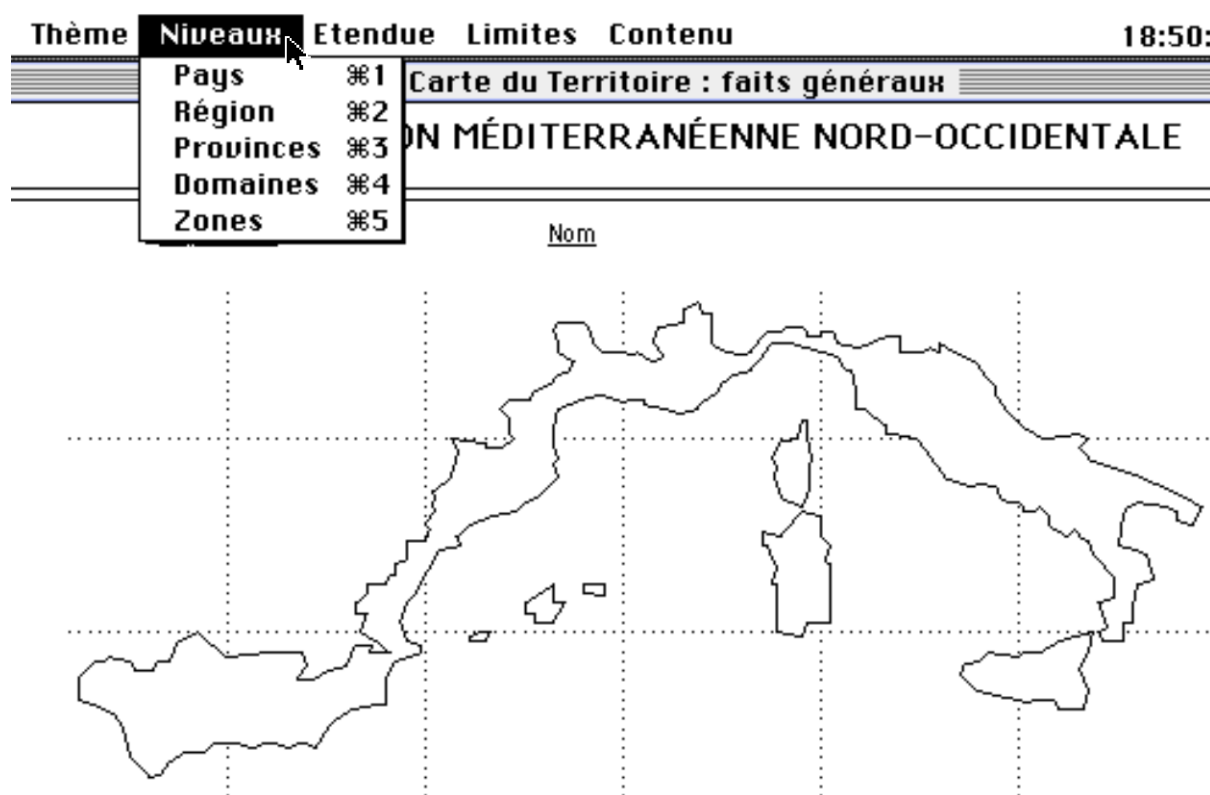 Thème Niveaux Etendue Limites Contenu 18:50:
Carte du Territoire : faits généraux
Pays ⌘1
Région ⌘2
ON MÉDITERRANÉENNE NORD-OCCIDENTALE
Provinces ⌘3
Domaines ⌘4
Zones ⌘5
Nom